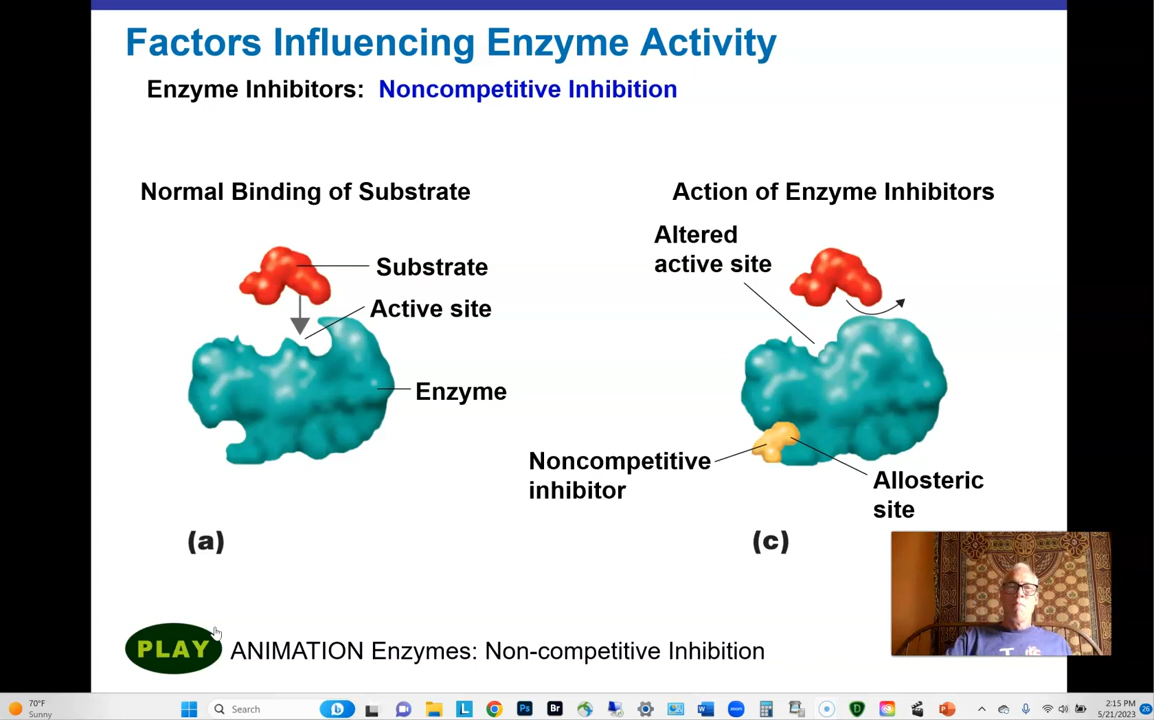 Factors Influencing Enzyme Activity
Enzyme Inhibitors: Noncompetitive Inhibition
Normal Binding of Substrate
Action of Enzyme Inhibitors
Substrate
Active site
Enzyme
Altered
active site
Noncompetitive
inhibitor
Allosteric
site
(a)
(c)
PLAY
ANIMATION Enzymes: Non-competitive Inhibition
70°F
Sunny
Search
2:15 PM
5/21/2023
26